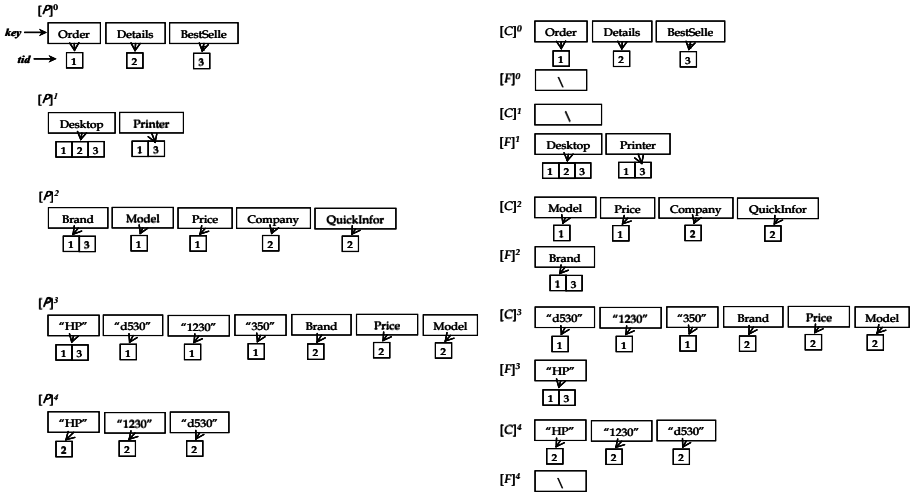 [P]0
key Order Details BestSelle
tid 1 2 3
[P]1
Desktop Printer
1 2 3 1 3
[P]2
Brand Model Price Company QuickInfor
1 3 1 1 2 2
[P]3
“HP” “d530” “1230” “350” Brand Price Model
1 3 1 1 1 2 2 2
[P]4
“HP” “1230” “d530”
2 2 2
[C]0 Order Details BestSelle
1 2 3
[F]0 \
[C]1 \
[F]1 Desktop Printer
1 2 3 1 3
[C]2 Model Price Company QuickInfor
1 1 2 2
[F]2 Brand
1 3
[C]3 “d530” “1230” “350” Brand Price Model
1 1 1 2 2 2
[F]3 “HP”
1 3
[C]4 “HP” “1230” “d530”
2 2 2
[F]4 \